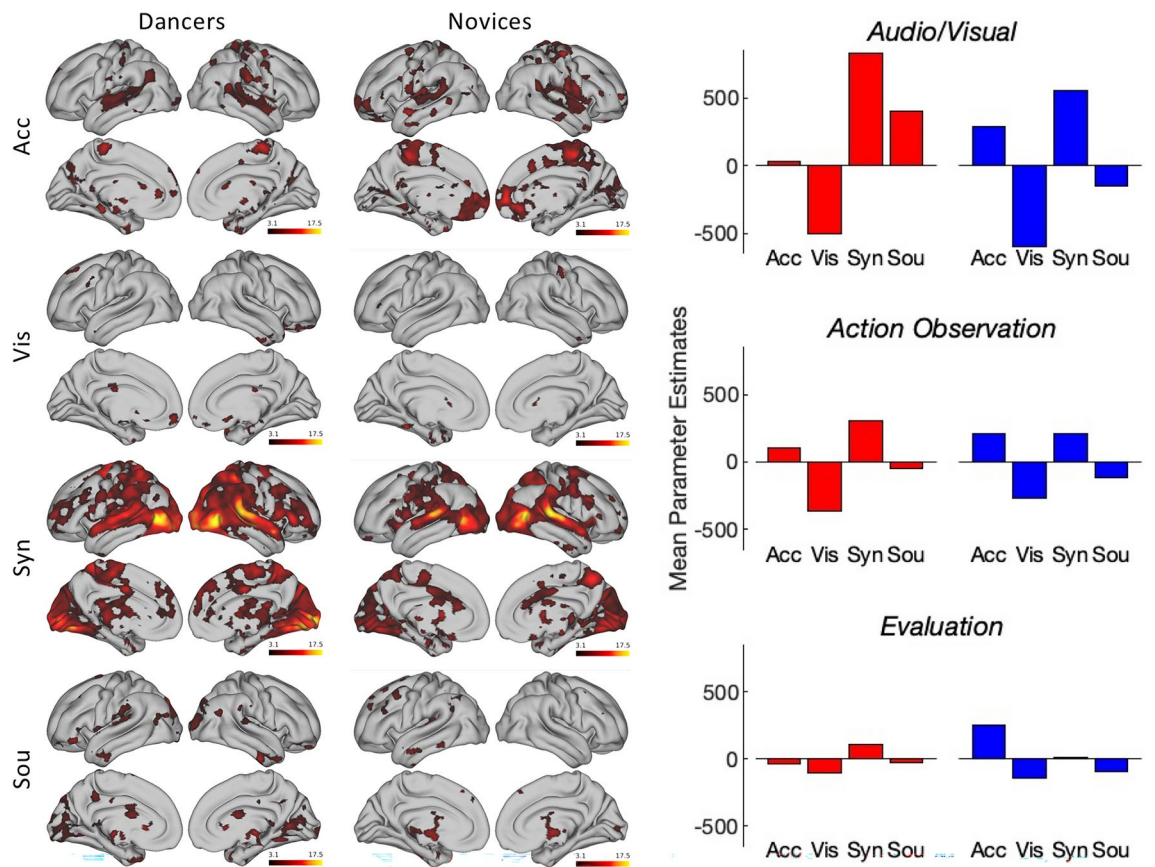 Dancers Novices
Acc
3.1 17.5 3.1 17.5
Vis
3.1 17.5 3.1 17.5
Syn
3.1 17.5 3.1 17.5
Sou
3.1 17.5 3.1 17.5
Mean Parameter Estimates
Audio/Visual
500
0
-500
Acc Vis Syn Sou Acc Vis Syn Sou
Action Observation
500
0
-500
Acc Vis Syn Sou Acc Vis Syn Sou
Evaluation
500
0
-500
Acc Vis Syn Sou Acc Vis Syn Sou